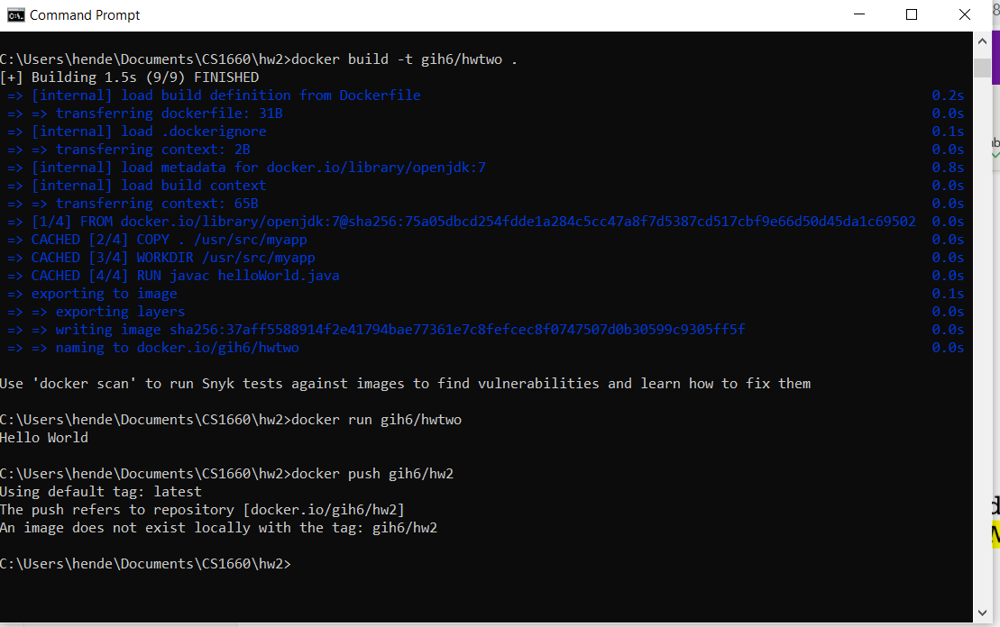 Command Prompt
C:\Users\hende\Documents\CS1660\hw2>docker build -t gih6/hwtwo .
[+] Building 1.5s (9/9) FINISHED
=> [internal] load build definition from Dockerfile 0.2s
=> => transferring dockerfile: 31B 0.0s
=> [internal] load .dockerignore 0.1s
=> => transferring context: 2B 0.0s
=> [internal] load metadata for docker.io/library/openjdk:7 0.8s
=> [internal] load build context 0.0s
=> => transferring context: 65B 0.0s
=> [1/4] FROM docker.io/library/openjdk:7@sha256:75a05dbcd254fdde1a284c5cc47a8f7d5387cd517cbf9e66d50d45da1c69502 0.0s
=> CACHED [2/4] COPY . /usr/src/myapp 0.0s
=> CACHED [3/4] WORKDIR /usr/src/myapp 0.0s
=> CACHED [4/4] RUN javac helloWorld.java 0.0s
=> exporting to image 0.1s
=> => exporting layers 0.0s
=> => writing image sha256:37aff5588914f2e41794bae77361e7c8fefcec8f0747507d0b30599c9305ff5f 0.0s
=> => naming to docker.io/gih6/hwtwo 0.0s
Use 'docker scan' to run Snyk tests against images to find vulnerabilities and learn how to fix them
C:\Users\hende\Documents\CS1660\hw2>docker run gih6/hwtwo
Hello World
C:\Users\hende\Documents\CS1660\hw2>docker push gih6/hw2
Using default tag: latest
The push refers to repository [docker.io/gih6/hw2]
An image does not exist locally with the tag: gih6/hw2
C:\Users\hende\Documents\CS1660\hw2>